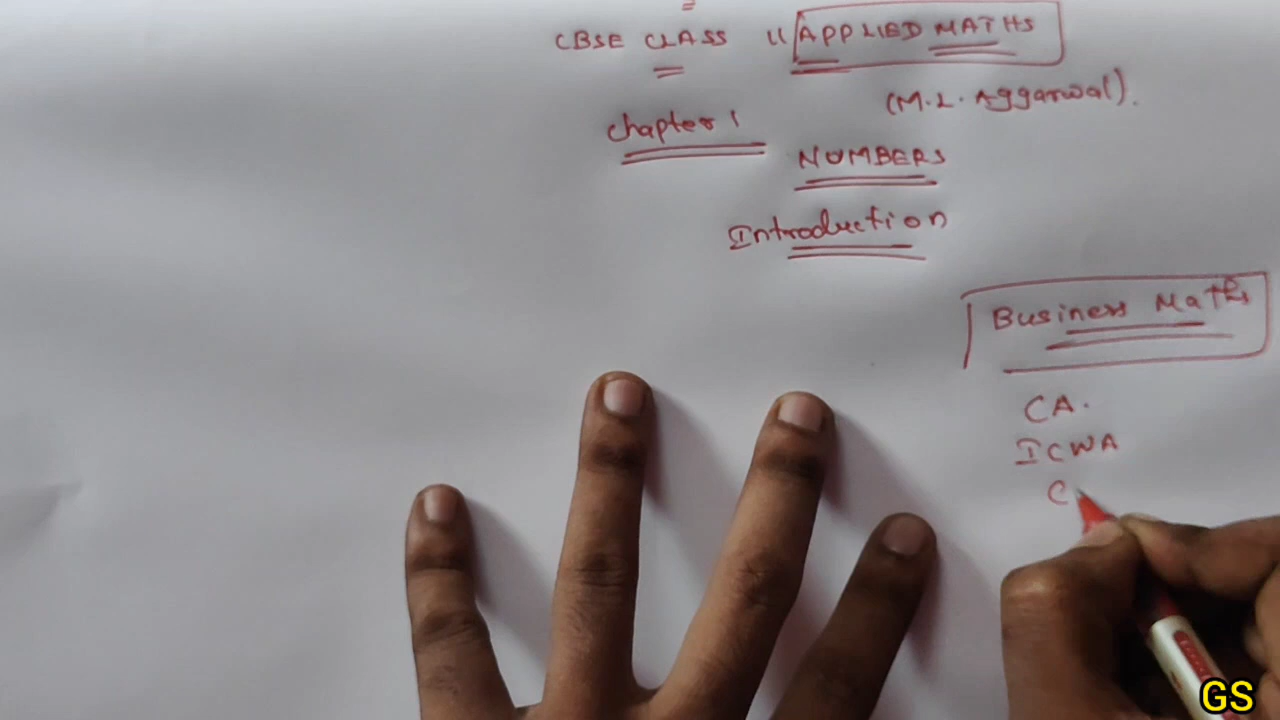 CBSE CLASS 11 APPLIED MATHS
(M.L. Aggarwal).
Chapter 1
NUMBERS
Introduction
Business Maths
CA.
ICWA
C
GS